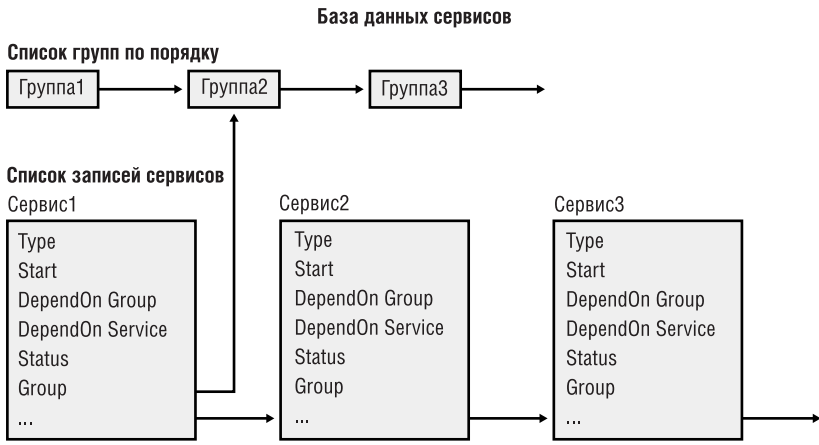 База данных сервисов
Список групп по порядку
Группа1
Группа2
Группа3
Список записей сервисов
Сервис1
Type
Start
DependOn Group
DependOn Service
Status
Group
...
Сервис2
Type
Start
DependOn Group
DependOn Service
Status
Group
...
Сервис3
Type
Start
DependOn Group
DependOn Service
Status
Group
...